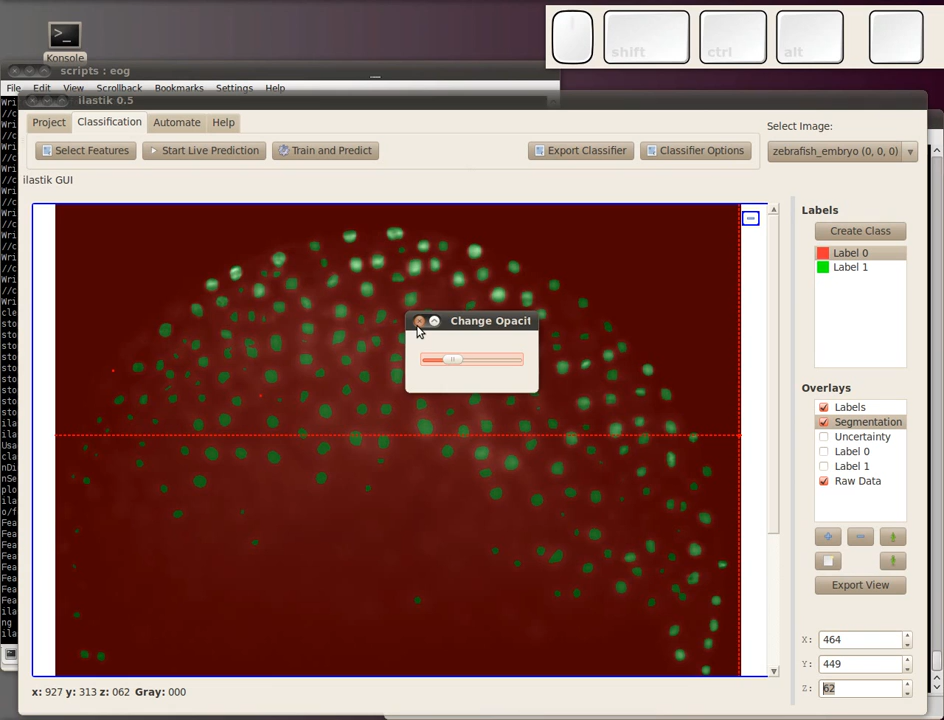 shift
ctrl
alt
>_
Konsole
scripts : eog
File Edit View Scrollback Bookmarks Settings Help
ilastik 0.5
Project Classification Automate Help
Select Image:
Select Features Start Live Prediction Train and Predict Export Classifier Classifier Options zebrafish_embryo (0, 0, 0)
ilastik GUI
Labels
Create Class
Label 0
Label 1
Change Opacit
Overlays
Labels
Segmentation
Uncertainty
Label 0
Label 1
Raw Data
Export View
X: 464
Y: 449
Z: 62
x: 927 y: 313 z: 062 Gray: 000